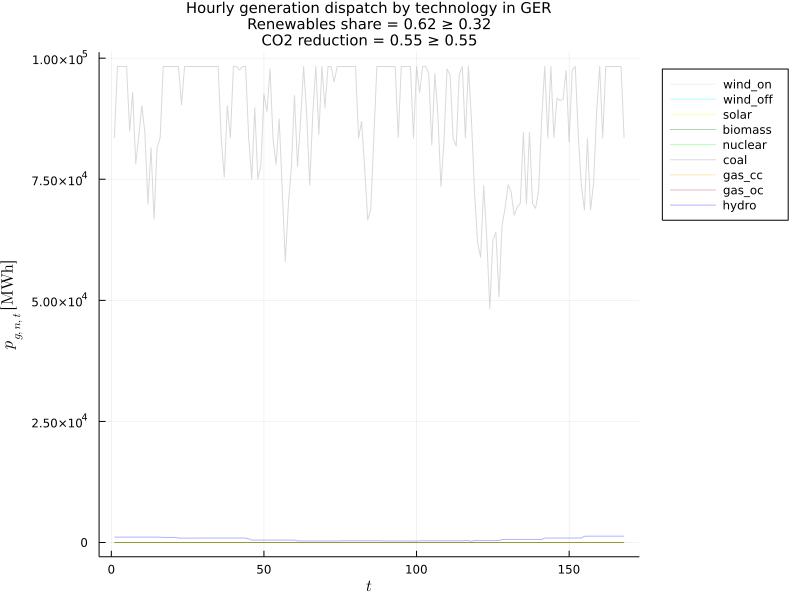 Hourly generation dispatch by technology in GER
Renewables share = 0.62 ≥ 0.32
CO2 reduction = 0.55 ≥ 0.55
1.00×10⁵
7.50×10⁴
5.00×10⁴
2.50×10⁴
0
p_{g,n,t} [MWh]
0 50 100 150
t
wind_on
wind_off
solar
biomass
nuclear
coal
gas_cc
gas_oc
hydro